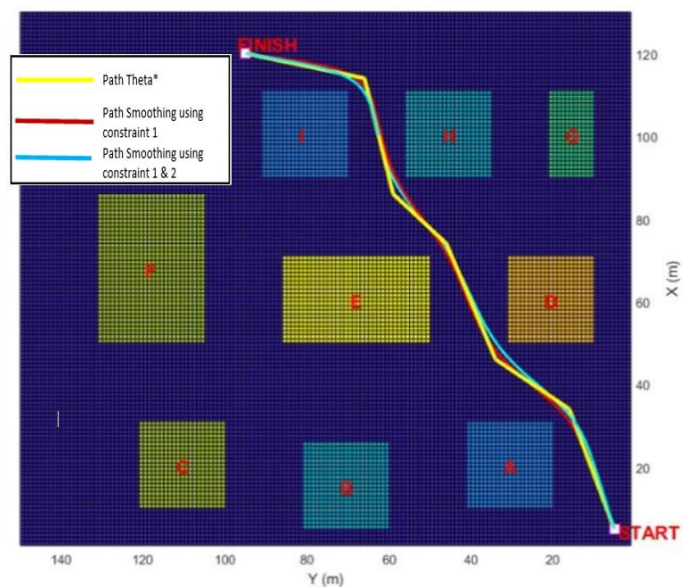 FINISH
Path Theta*
Path Smoothing using
constraint 1
Path Smoothing using
constraint 1 & 2
I
H
G
F
E
D
C
B
A
START
120
100
80
60
40
20
X (m)
140
120
100
80
60
40
20
Y (m)